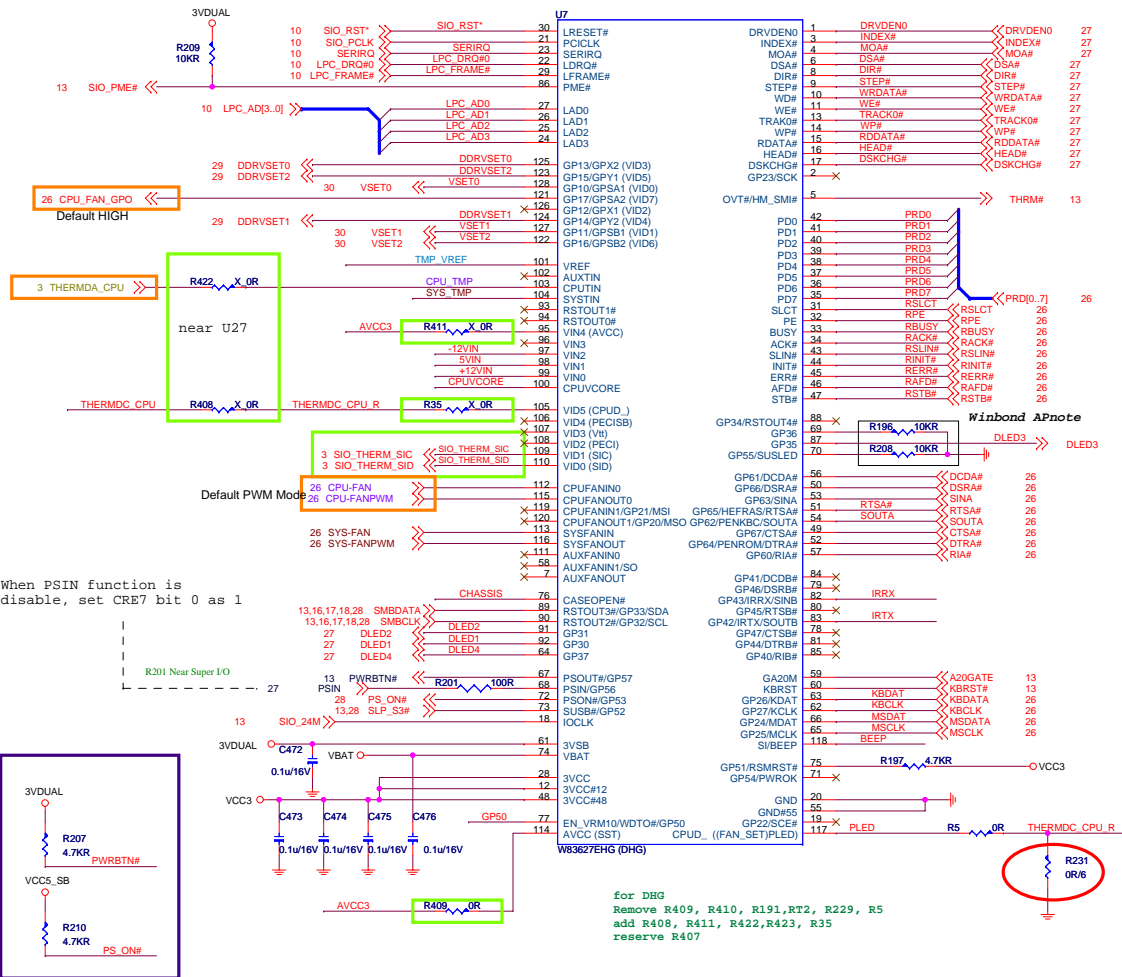 U7
3VDUAL
R209
10KR
10 SIO_RST* SIO_RST* 30 LRESET#
10 SIO_PCLK 21 PCICLK
10 SERIRQ SERIRQ 23 SERIRQ
10 LPC_DRQ#0 LPC_DRQ#0 22 LDRQ#
10 LPC_FRAME# LPC_FRAME# 29 LFRAME#
13 SIO_PME# 86 PME#
10 LPC_AD[3..0]
LPC_AD0 27 LAD0
LPC_AD1 26 LAD1
LPC_AD2 25 LAD2
LPC_AD3 24 LAD3
29 DDRVSET0 DDRVSET0 125 GP13/GPX2 (VID3)
29 DDRVSET2 DDRVSET2 123 GP15/GPY1 (VID5)
30 VSET0 VSET0 128 GP10/GPSA1 (VID0)
26 CPU_FAN_GPO 121 GP17/GPSA2 (VID7)
Default HIGH
126 GP12/GPX1 (VID2)
29 DDRVSET1 DDRVSET1 124 GP14/GPY2 (VID4)
30 VSET1 VSET1 127 GP11/GPSB1 (VID1)
30 VSET2 VSET2 122 GP16/GPSB2 (VID6)
TMP_VREF 101 VREF
102 AUXTIN
3 THERMDA_CPU R422 X_0R CPU_TMP 103 CPUTIN
SYS_TMP 104 SYSTIN
93 RSTOUT1#
94 RSTOUT0#
near U27
AVCC3 R411 X_0R 95 VIN4 (AVCC)
96 VIN3
-12VIN 97 VIN2
5VIN 98 VIN1
+12VIN 99 VIN0
CPUVCORE 100 CPUVCORE
THERMDC_CPU R408 X_0R THERMDC_CPU_R R35 X_0R 105 VID5 (CPUD_)
106 VID4 (PECISB)
107 VID3 (Vtt)
108 VID2 (PECI)
3 SIO_THERM_SIC SIO_THERM_SIC 109 VID1 (SIC)
3 SIO_THERM_SID SIO_THERM_SID 110 VID0 (SID)
Default PWM Mode
26 CPU-FAN 112 CPUFANIN0
26 CPU-FANPWM 115 CPUFANOUT0
119 CPUFANIN1/GP21/MSI
120 CPUFANOUT1/GP20/MSO
26 SYS-FAN 113 SYSFANIN
26 SYS-FANPWM 116 SYSFANOUT
111 AUXFANIN0
58 AUXFANIN1/SO
7 AUXFANOUT
When PSIN function is
disable, set CRE7 bit 0 as 1
CHASSIS 76 CASEOPEN#
13,16,17,18,28 SMBDATA 89 RSTOUT3#/GP33/SDA
13,16,17,18,28 SMBCLK 90 RSTOUT2#/GP32/SCL
27 DLED2 DLED2 91 GP31
27 DLED1 DLED1 92 GP30
27 DLED4 DLED4 64 GP37
R201 Near Super I/O
13 PWRBTN# 67 PSOUT#/GP57
27 PSIN R201 100R 68 PSIN/GP56
28 PS_ON# 72 PSON#/GP53
13,28 SLP_S3# 73 SUSB#/GP52
13 SIO_24M 18 IOCLK
3VDUAL C472 61 3VSB
0.1u/16V
VBAT 74 VBAT
28 3VCC
12 3VCC#12
VCC3 48 3VCC#48
C473 C474 C475 C476
0.1u/16V 0.1u/16V 0.1u/16V 0.1u/16V
GP50 77 EN_VRM10/WDTO#/GP50
114 AVCC (SST)
W83627EHG (DHG)
AVCC3 R409 0R
3VDUAL
R207
4.7KR
PWRBTN#
VCC5_SB
R210
4.7KR
PS_ON#
DRVDEN0 1 DRVDEN0 DRVDEN0 27
INDEX# 3 INDEX# INDEX# 27
MOA# 4 MOA# MOA# 27
DSA# 6 DSA# DSA# 27
DIR# 8 DIR# DIR# 27
STEP# 9 STEP# STEP# 27
WD# 10 WRDATA# WRDATA# 27
WE# 11 WE# WE# 27
TRAK0# 13 TRACK0# TRACK0# 27
WP# 14 WP# WP# 27
RDATA# 15 RDDATA# RDDATA# 27
HEAD# 16 HEAD# HEAD# 27
DSKCHG# 17 DSKCHG# DSKCHG# 27
GP23/SCK 2
OVT#/HM_SMI# 5 THRM# 13
PD0 42 PRD0
PD1 41 PRD1
PD2 40 PRD2
PD3 39 PRD3
PD4 38 PRD4
PD5 37 PRD5
PD6 36 PRD6
PD7 35 PRD7 PRD[0..7] 26
SLCT 31 RSLCT RSLCT 26
PE 32 RPE RPE 26
BUSY 33 RBUSY RBUSY 26
ACK# 34 RACK# RACK# 26
SLIN# 43 RSLIN# RSLIN# 26
INIT# 44 RINIT# RINIT# 26
ERR# 45 RERR# RERR# 26
AFD# 46 RAFD# RAFD# 26
STB# 47 RSTB# RSTB# 26
Winbond APnote
GP34/RSTOUT4# 88
GP36 69 R196 10KR
GP35 87 DLED3 DLED3
GP55/SUSLED 70 R208 10KR
GP61/DCDA# 56 DCDA# 26
GP66/DSRA# 50 DSRA# 26
GP63/SINA 53 SINA 26
GP65/HEFRAS/RTSA# 51 RTSA# RTSA# 26
GP62/PENKBC/SOUTA 54 SOUTA SOUTA 26
GP67/CTSA# 49 CTSA# 26
GP64/PENROM/DTRA# 52 DTRA# 26
GP60/RIA# 57 RIA# 26
GP41/DCDB# 84
GP46/DSRB# 79
GP43/IRRX/SINB 82 IRRX
GP45/RTSB# 80
GP42/IRTX/SOUTB 83 IRTX
GP47/CTSB# 78
GP44/DTRB# 81
GP40/RIB# 85
GA20M 59 A20GATE 13
KBRST 60 KBRST# 13
GP26/KDAT 63 KBDAT KBDATA 26
GP27/KCLK 62 KBCLK KBCLK 26
GP24/MDAT 66 MSDAT MSDATA 26
GP25/MCLK 65 MSCLK MSCLK 26
SI/BEEP 118 BEEP
GP51/RSMRST# 75 R197 4.7KR VCC3
GP54/PWROK 71
GND 20
GND#55 55
GP22/SCE# 19
CPUD_ ((FAN_SET)PLED) 117 PLED R5 0R THERMDC_CPU_R
R231
0R/6
for DHG
Remove R409, R410, R191,RT2, R229, R5
add R408, R411, R422,R423, R35
reserve R407